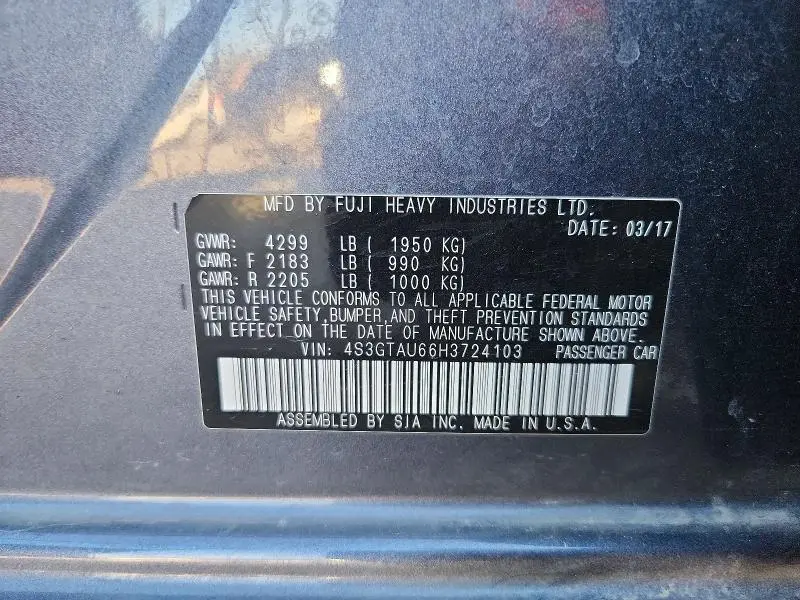 MFD BY FUJI HEAVY INDUSTRIES LTD.
DATE: 03/17
GVWR: 4299 LB ( 1950 KG)
GAWR: F 2183 LB ( 990 KG)
GAWR: R 2205 LB ( 1000 KG)
THIS VEHICLE CONFORMS TO ALL APPLICABLE FEDERAL MOTOR
VEHICLE SAFETY,BUMPER,AND THEFT PREVENTION STANDARDS
IN EFFECT ON THE DATE OF MANUFACTURE SHOWN ABOVE.
VIN: 4S3GTAU66H3724103 PASSENGER CAR
ASSEMBLED BY SIA INC. MADE IN U.S.A.